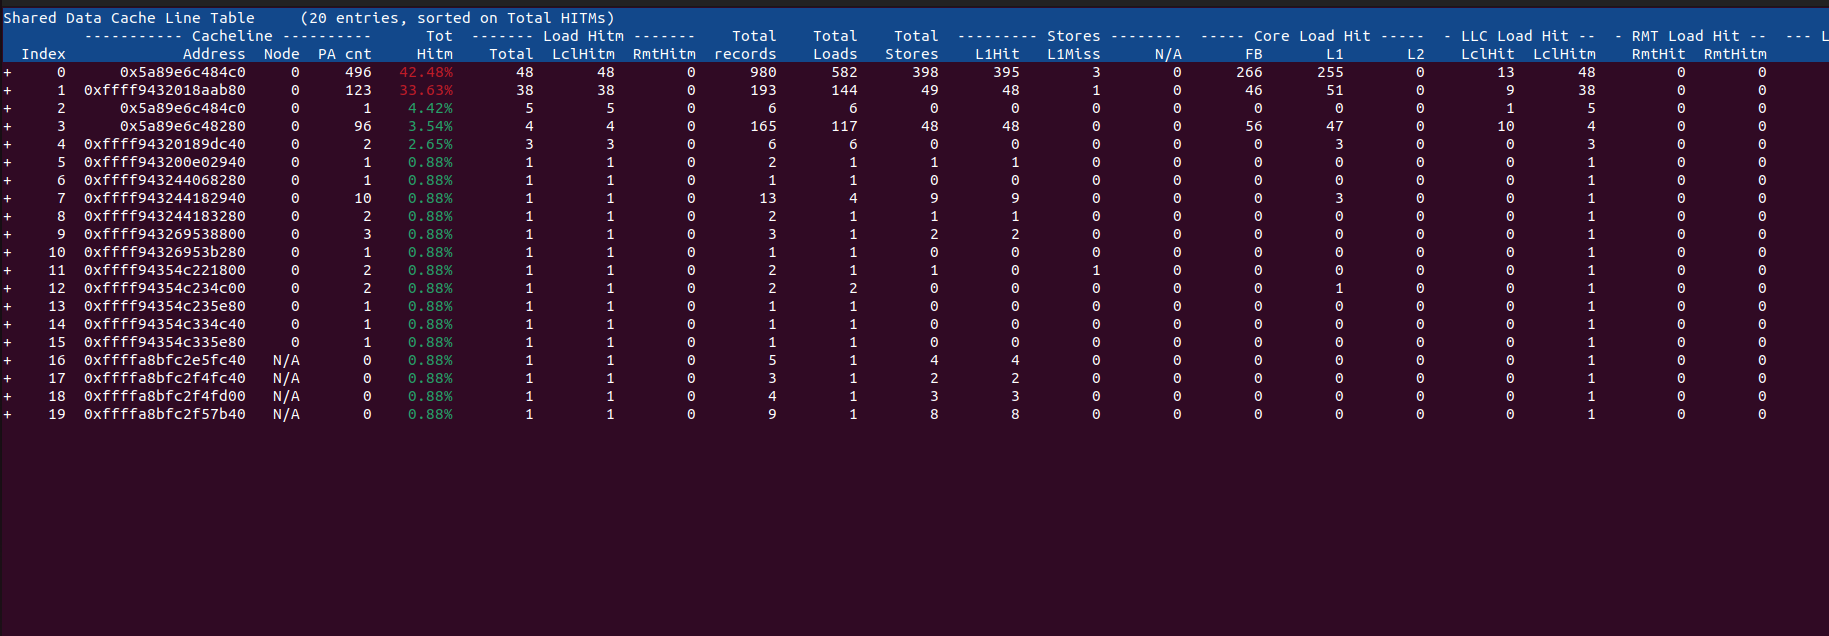 Shared Data Cache Line Table     (20 entries, sorted on Total HITMs)
----------- Cacheline ---------- Tot ------- Load Hitm ------- Total Total Total --------- Stores -------- ----- Core Load Hit ----- - LLC Load Hit -- - RMT Load Hit -- --- L
Index Address Node PA cnt Hitm Total LclHitm RmtHitm records Loads Stores L1Hit L1Miss N/A FB L1 L2 LclHit LclHitm RmtHit RmtHitm
+ 0 0x5a89e6c484c0 0 496 42.48% 48 48 0 980 582 398 395 3 0 266 255 0 13 48 0 0
+ 1 0xffff9432018aab80 0 123 33.63% 38 38 0 193 144 49 48 1 0 46 51 0 9 38 0 0
+ 2 0x5a89e6c484c0 0 1 4.42% 5 5 0 6 6 0 0 0 0 0 0 0 1 5 0 0
+ 3 0x5a89e6c48280 0 96 3.54% 4 4 0 165 117 48 48 0 0 56 47 0 10 4 0 0
+ 4 0xffff94320189dc40 0 2 2.65% 3 3 0 6 6 0 0 0 0 0 3 0 0 3 0 0
+ 5 0xffff943200e02940 0 1 0.88% 1 1 0 2 1 1 1 0 0 0 0 0 0 1 0 0
+ 6 0xffff943244068280 0 1 0.88% 1 1 0 1 1 0 0 0 0 0 0 0 0 1 0 0
+ 7 0xffff943244182940 0 10 0.88% 1 1 0 13 4 9 9 0 0 0 3 0 0 1 0 0
+ 8 0xffff943244183280 0 2 0.88% 1 1 0 2 1 1 1 0 0 0 0 0 0 1 0 0
+ 9 0xffff943269538800 0 3 0.88% 1 1 0 3 1 2 2 0 0 0 0 0 0 1 0 0
+ 10 0xffff94326953b280 0 1 0.88% 1 1 0 1 1 0 0 0 0 0 0 0 0 1 0 0
+ 11 0xffff94354c221800 0 2 0.88% 1 1 0 2 1 1 0 1 0 0 0 0 0 1 0 0
+ 12 0xffff94354c234c00 0 2 0.88% 1 1 0 2 2 0 0 0 0 0 1 0 0 1 0 0
+ 13 0xffff94354c235e80 0 1 0.88% 1 1 0 1 1 0 0 0 0 0 0 0 0 1 0 0
+ 14 0xffff94354c334c40 0 1 0.88% 1 1 0 1 1 0 0 0 0 0 0 0 0 1 0 0
+ 15 0xffff94354c335e80 0 1 0.88% 1 1 0 1 1 0 0 0 0 0 0 0 0 1 0 0
+ 16 0xffffa8bfc2e5fc40 N/A 0 0.88% 1 1 0 5 1 4 4 0 0 0 0 0 0 1 0 0
+ 17 0xffffa8bfc2f4fc40 N/A 0 0.88% 1 1 0 3 1 2 2 0 0 0 0 0 0 1 0 0
+ 18 0xffffa8bfc2f4fd00 N/A 0 0.88% 1 1 0 4 1 3 3 0 0 0 0 0 0 1 0 0
+ 19 0xffffa8bfc2f57b40 N/A 0 0.88% 1 1 0 9 1 8 8 0 0 0 0 0 0 1 0 0